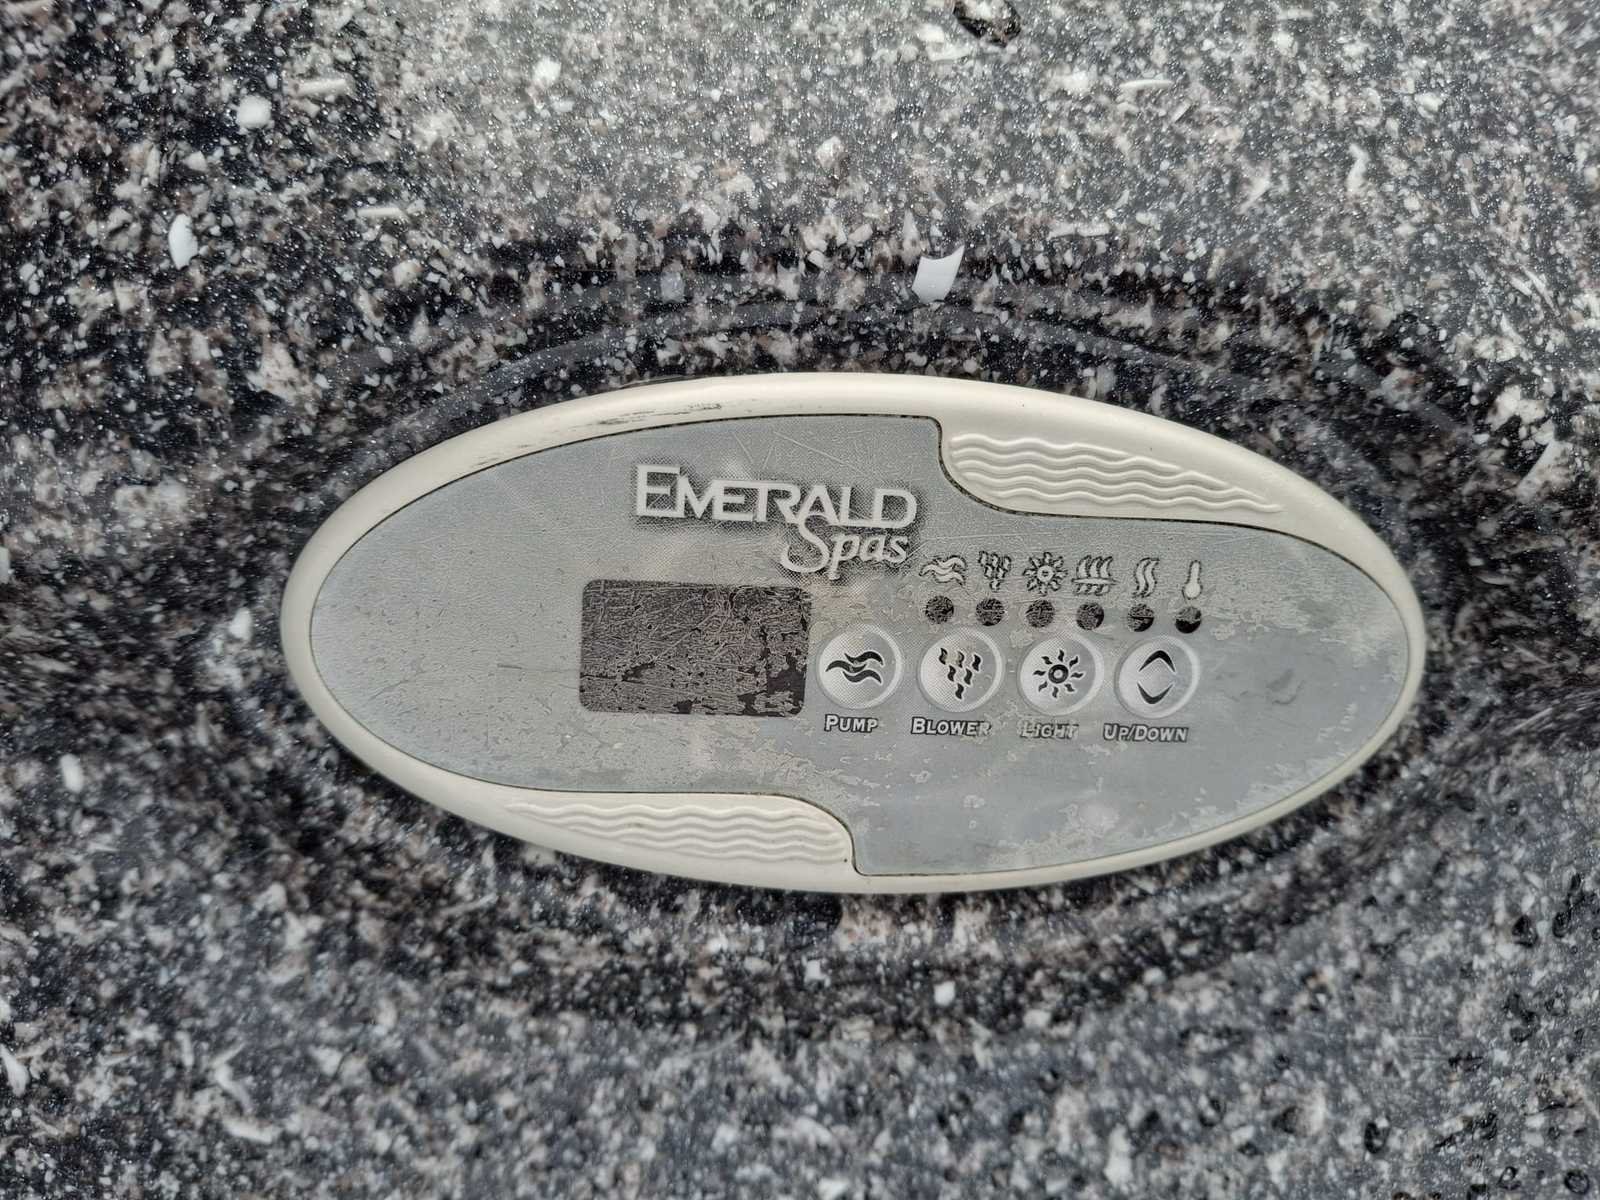 EMERALD
Spas
PUMP BLOWER LIGHT UP/DOWN